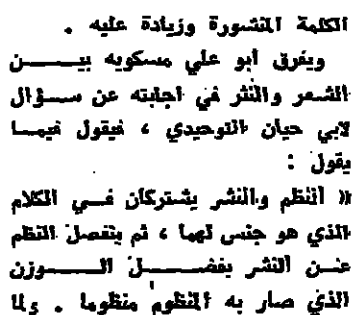 الكلمة المنثورة وزيادة عليه .
ويفرق أبو علي مسكويه بين
الشعر والنثر في اجابته عن سؤال
لابي حيان التوحيدي ، فيقول فيما
يقول :
« النظم والنثر يشتركان في الكلام
الذي هو جنس لهما ، ثم ينفصل النظم
عن النثر بفضل الوزن
الذي صار به المنظوم منظوما . ولما